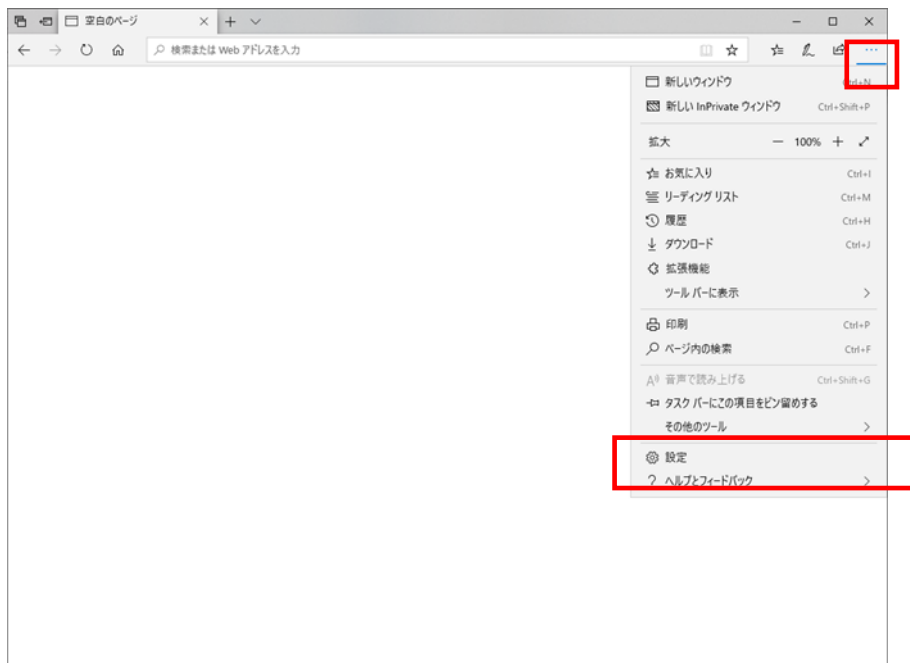 空白のページ
検索または Web アドレスを入力
新しいウィンドウ Ctrl+N
新しい InPrivate ウィンドウ Ctrl+Shift+P
拡大 100%
お気に入り Ctrl+I
リーディング リスト Ctrl+M
履歴 Ctrl+H
ダウンロード Ctrl+J
拡張機能
ツール バーに表示
印刷 Ctrl+P
ページ内の検索 Ctrl+F
音声で読み上げる Ctrl+Shift+G
タスク バーにこの項目をピン留めする
その他のツール
設定
ヘルプとフィードバック